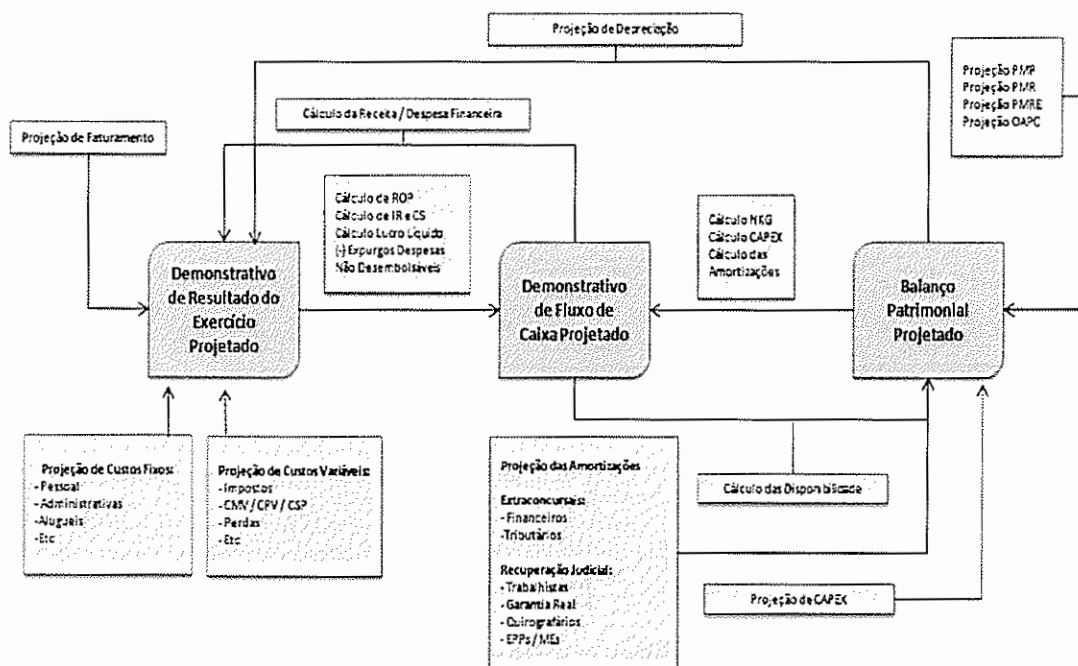 Projeção de Depreciação
Projeção PMP
Projeção PMR
Projeção PMRE
Projeção OAPC
Cálculo da Receita / Despesa Financeira
Projeção de Faturamento
Cálculo de ROP
Cálculo de IR e CS
Cálculo Lucro Líquido
(-) Expurgos Despesas
Não Desembolsáveis
Cálculo NKG
Cálculo CAPEX
Cálculo das
Amortizações
Demonstrativo
de Resultado do
Exercício
Projetado
Demonstrativo
de Fluxo de
Caixa Projetado
Balanço
Patrimonial
Projetado
Projeção de Custos Fixos:
- Pessoal
- Administrativas
- Alugueis
- Etc
Projeção de Custos Variáveis:
- Impostos
- CMV / CPV / CSP
- Perdas
- Etc
Projeção das Amortizações
Extraconcursais:
- Financeiros
- Tributários
Recuperação Judicial:
- Trabalhistas
- Garantia Real
- Quirografários
- EPPs / MEs
Cálculo das Disponibilidade
Projeção de CAPEX